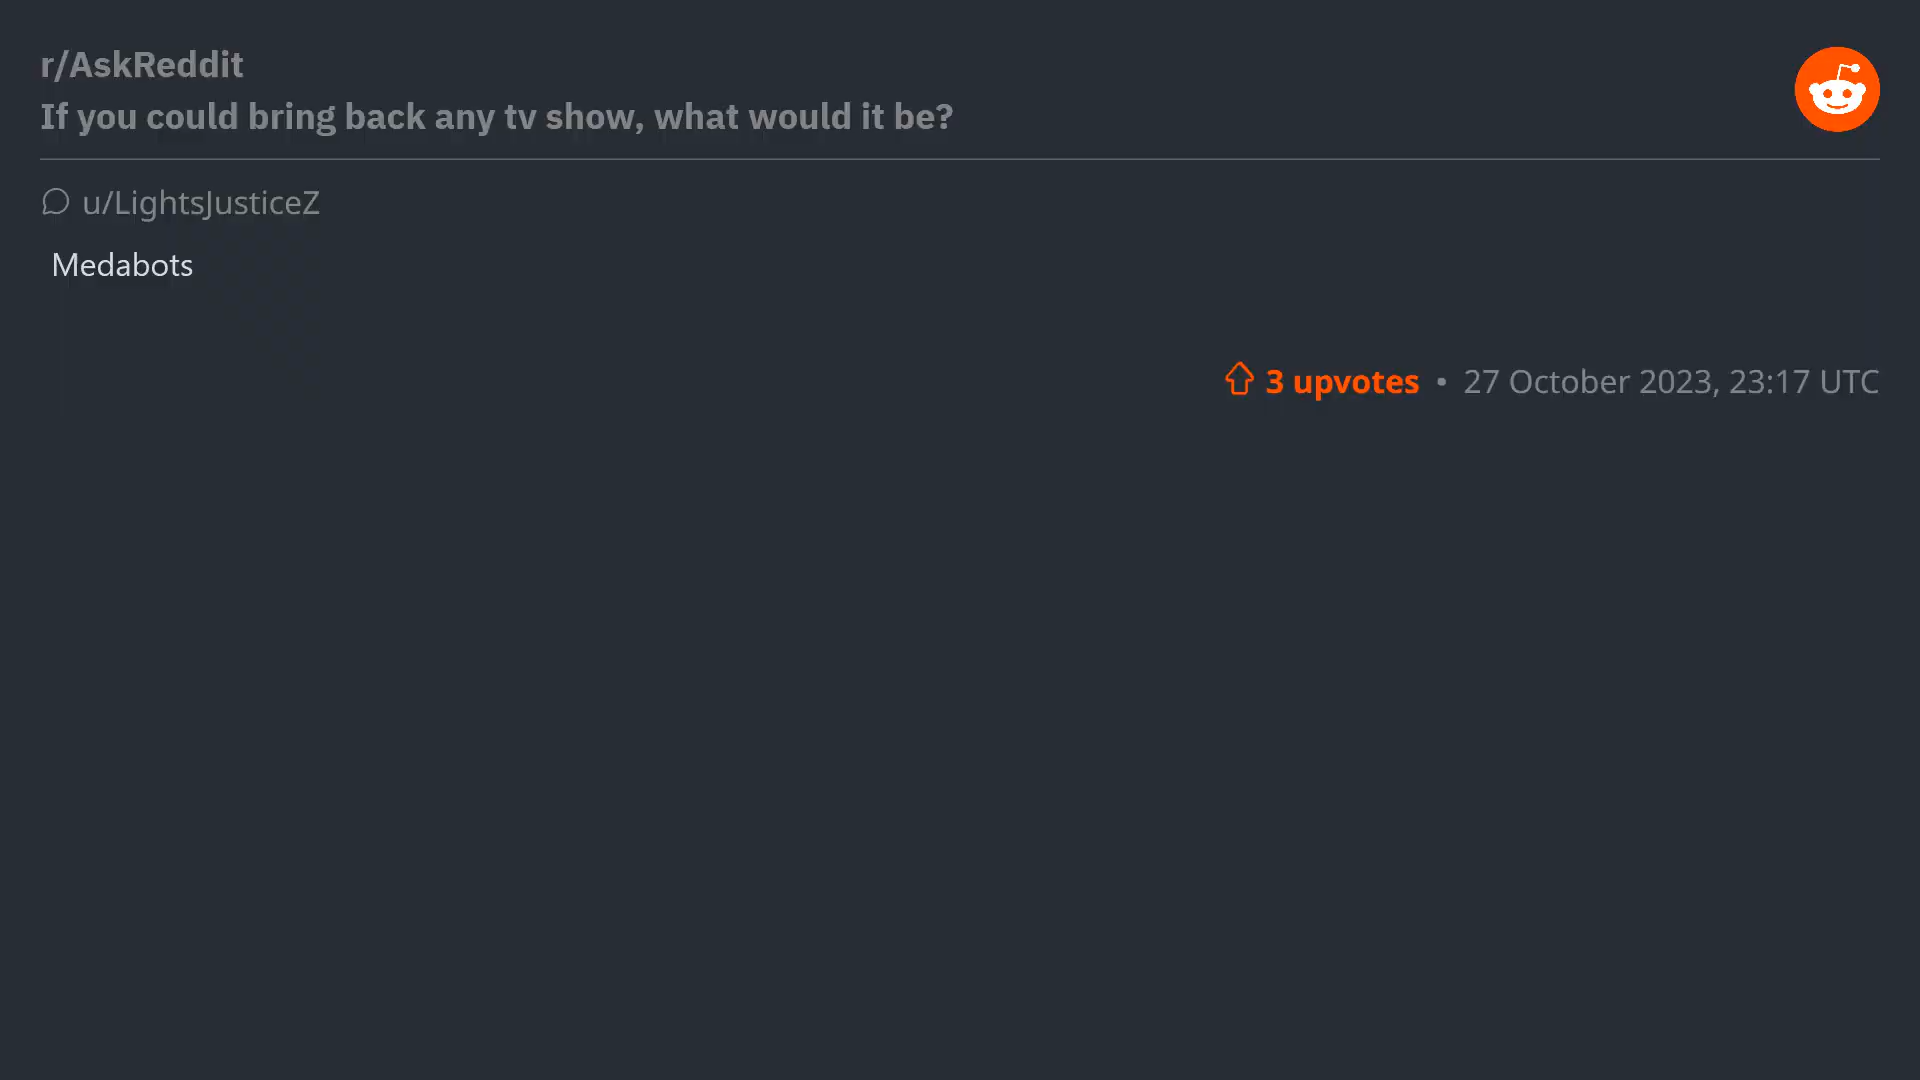 r/AskReddit
If you could bring back any tv show, what would it be?
u/LightsJusticeZ
Medabots
3 upvotes • 27 October 2023, 23:17 UTC